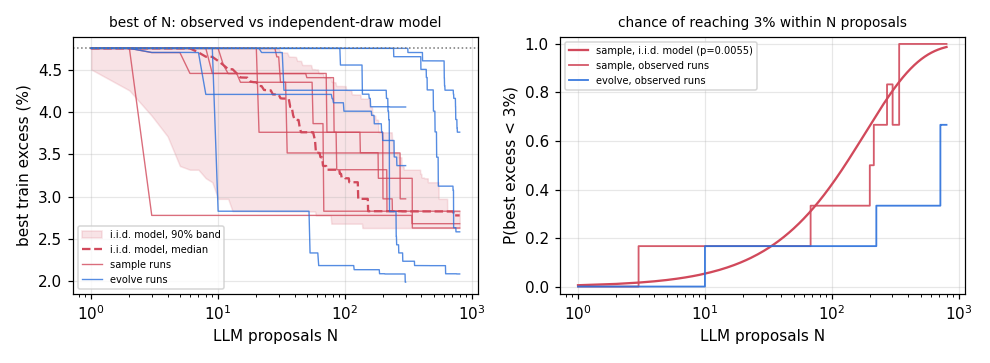 best of N: observed vs independent-draw model
best train excess (%)
4.5
4.0
3.5
3.0
2.5
2.0
i.i.d. model, 90% band
i.i.d. model, median
sample runs
evolve runs
10⁰
10¹
10²
10³
LLM proposals N
chance of reaching 3% within N proposals
P(best excess < 3%)
1.0
0.8
0.6
0.4
0.2
0.0
sample, i.i.d. model (p=0.0055)
sample, observed runs
evolve, observed runs
10⁰
10¹
10²
10³
LLM proposals N